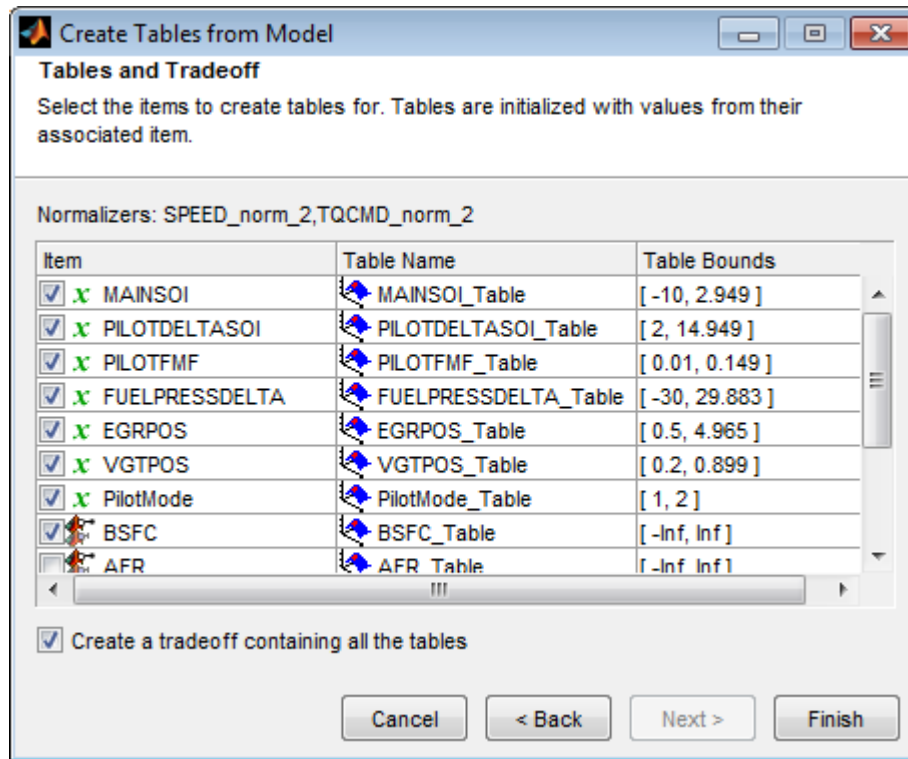 Create Tables from Model
Tables and Tradeoff
Select the items to create tables for. Tables are initialized with values from their
associated item.
Normalizers: SPEED_norm_2,TQCMD_norm_2
Item Table Name Table Bounds
x MAINSOI MAINSOI_Table [ -10, 2.949 ]
x PILOTDELTASOI PILOTDELTASOI_Table [ 2, 14.949 ]
x PILOTFMF PILOTFMF_Table [ 0.01, 0.149 ]
x FUELPRESSDELTA FUELPRESSDELTA_Table [ -30, 29.883 ]
x EGRPOS EGRPOS_Table [ 0.5, 4.965 ]
x VGTPOS VGTPOS_Table [ 0.2, 0.899 ]
x PilotMode PilotMode_Table [ 1, 2 ]
BSFC BSFC_Table [ -Inf, Inf ]
AFR AFR_Table [ -Inf, Inf ]
Create a tradeoff containing all the tables
Cancel < Back Next > Finish